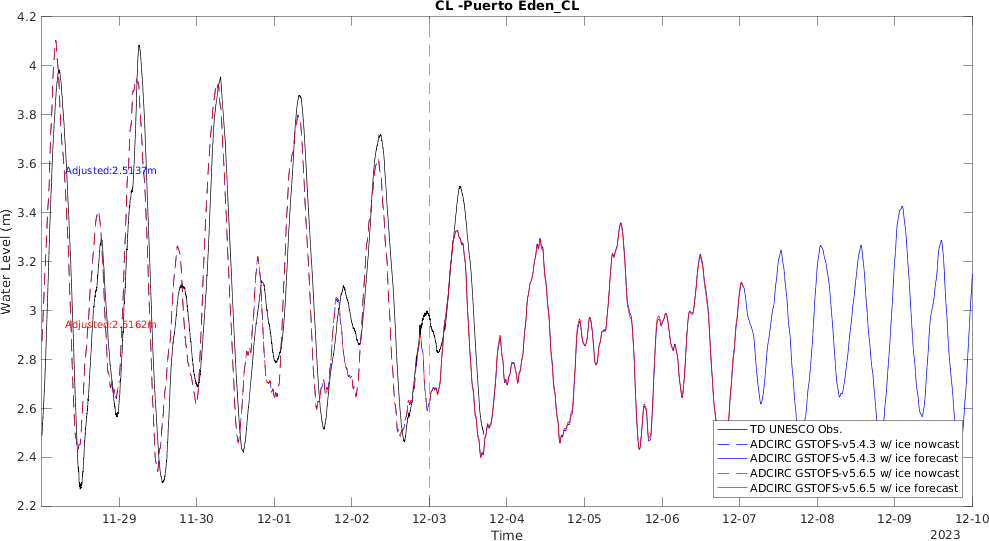 CL -Puerto Eden_CL
4.2
4
3.8
3.6
3.4
3.2
3
2.8
2.6
2.4
2.2
Water Level (m)
Adjusted:2.5137m
Adjusted:2.5162m
TD UNESCO Obs.
ADCIRC GSTOFS-v5.4.3 w/ ice nowcast
ADCIRC GSTOFS-v5.4.3 w/ ice forecast
ADCIRC GSTOFS-v5.6.5 w/ ice nowcast
ADCIRC GSTOFS-v5.6.5 w/ ice forecast
11-29 11-30 12-01 12-02 12-03 12-04 12-05 12-06 12-07 12-08 12-09 12-10
Time
2023